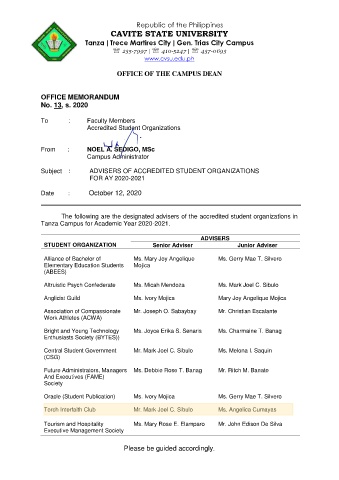 Republic of the Philippines
CAVITE STATE UNIVERSITY
Tanza | Trece Martires City | Gen. Trias City Campus
☏ 235-7997 | ☏ 410-5247 | ☏ 437-0693
www.cvsu.edu.ph
OFFICE OF THE CAMPUS DEAN
OFFICE MEMORANDUM
No. 13, s. 2020
To : Faculty Members
Accredited Student Organizations
From : NOEL A. SEDIGO, MSc
Campus Administrator
Subject : ADVISERS OF ACCREDITED STUDENT ORGANIZATIONS
FOR AY 2020-2021
Date : October 12, 2020
The following are the designated advisers of the accredited student organizations in
Tanza Campus for Academic Year 2020-2021.
STUDENT ORGANIZATION ADVISERS
Senior Adviser Junior Adviser
Alliance of Bachelor of Elementary Education Students (ABEES) Ms. Mary Joy Angelique Mojica Ms. Gerry Mae T. Silvero
Altruistic Psych Confederate Ms. Micah Mendoza Ms. Mark Joel C. Sibulo
Anglicist Guild Ms. Ivory Mojica Mary Joy Angelique Mojica
Association of Compassionate Work Athletes (ACWA) Mr. Joseph O. Sabaybay Mr. Christian Escalante
Bright and Young Technology Enthusiasts Society (BYTES)) Ms. Joyce Erika S. Senaris Ms. Charmaine T. Banag
Central Student Government (CSG) Mr. Mark Joel C. Sibulo Ms. Melona I. Saquin
Future Administrators, Managers And Executives (FAME) Society Ms. Debbie Rose T. Banag Mr. Ritch M. Banate
Oracle (Student Publication) Ms. Ivory Mojica Ms. Gerry Mae T. Silvero
Torch Interfaith Club Mr. Mark Joel C. Sibulo Ms. Angelica Cumayas
Tourism and Hospitality Executive Management Society Ms. Mary Rose E. Elamparo Mr. John Edison De Silva
Please be guided accordingly.